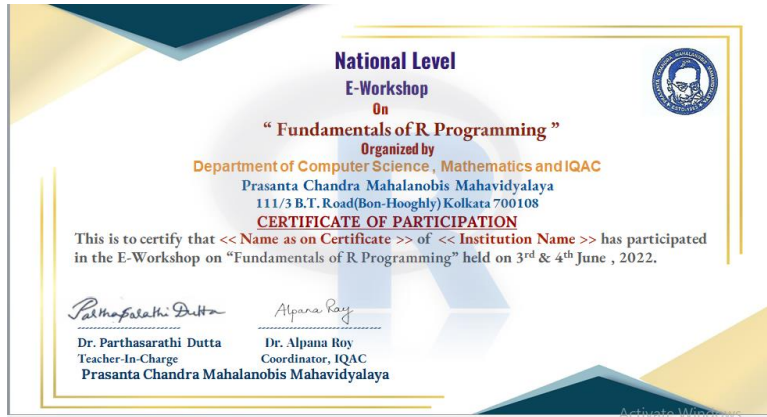 National Level
E-Workshop
On
“ Fundamentals of R Programming ”
Organized by
Department of Computer Science , Mathematics and IQAC
Prasanta Chandra Mahalanobis Mahavidyalaya
111/3 B.T. Road(Bon-Hooghly) Kolkata 700108
CERTIFICATE OF PARTICIPATION
This is to certify that << Name as on Certificate >> of << Institution Name >> has participated
in the E-Workshop on “Fundamentals of R Programming” held on 3rd & 4th June , 2022.
Parthasarathi Dutta
Alpana Ray
Dr. Parthasarathi Dutta
Dr. Alpana Roy
Teacher-In-Charge
Coordinator, IQAC
Prasanta Chandra Mahalanobis Mahavidyalaya
PRASANTA CHANDRA MAHALANOBIS MAHAVIDYALAYA
Activate Windows